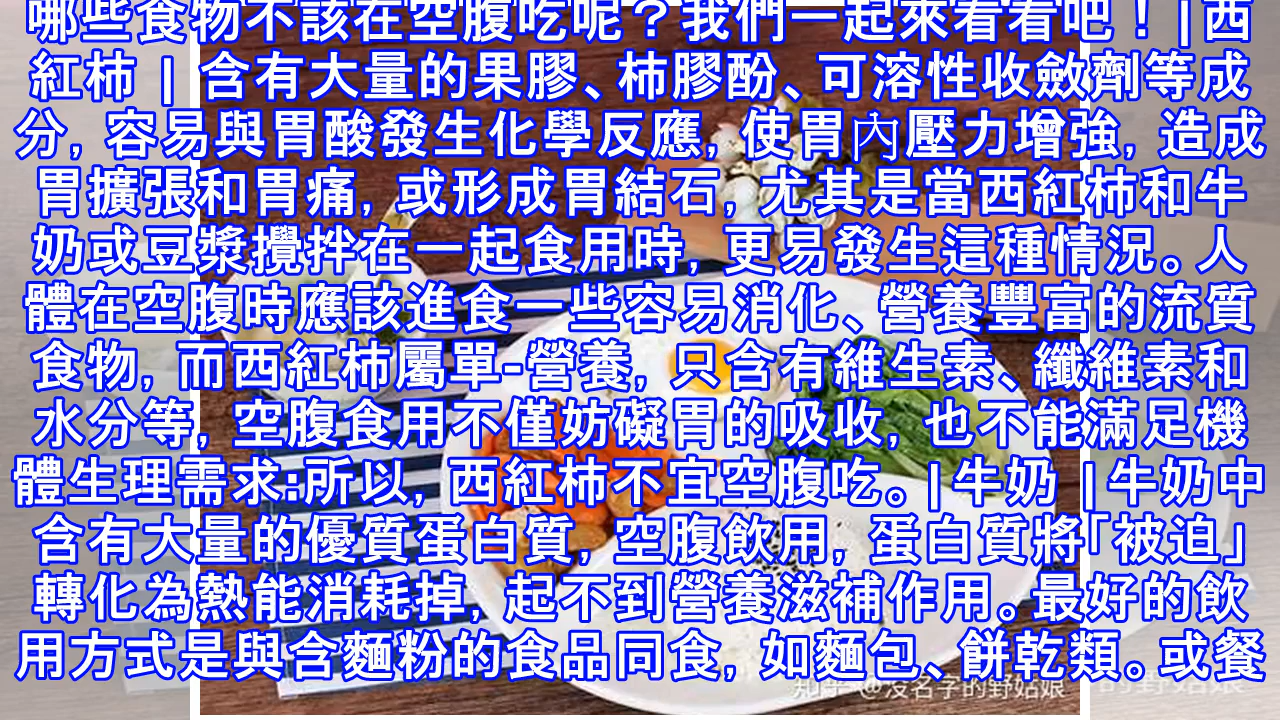 哪些食物不該在空腹吃呢？我們一起來看看吧！|西
紅柿 | 含有大量的果膠、柿膠酚、可溶性收斂劑等成
分, 容易與胃酸發生化學反應, 使胃內壓力增強, 造成
胃擴張和胃痛, 或形成胃結石, 尤其是當西紅柿和牛
奶或豆漿攪拌在一起食用時, 更易發生這種情況。人
體在空腹時應該進食一些容易消化、營養豐富的流質
食物, 而西紅柿屬單-營養, 只含有維生素、纖維素和
水分等, 空腹食用不僅妨礙胃的吸收, 也不能滿足機
體生理需求:所以, 西紅柿不宜空腹吃。|牛奶 |牛奶中
含有大量的優質蛋白質, 空腹飲用, 蛋白質將「被迫」
轉化為熱能消耗掉, 起不到營養滋補作用。最好的飲
用方式是與含麵粉的食品同食, 如麵包、餅乾類。或餐
知乎 @沒名字的野姑娘
的野姑娘